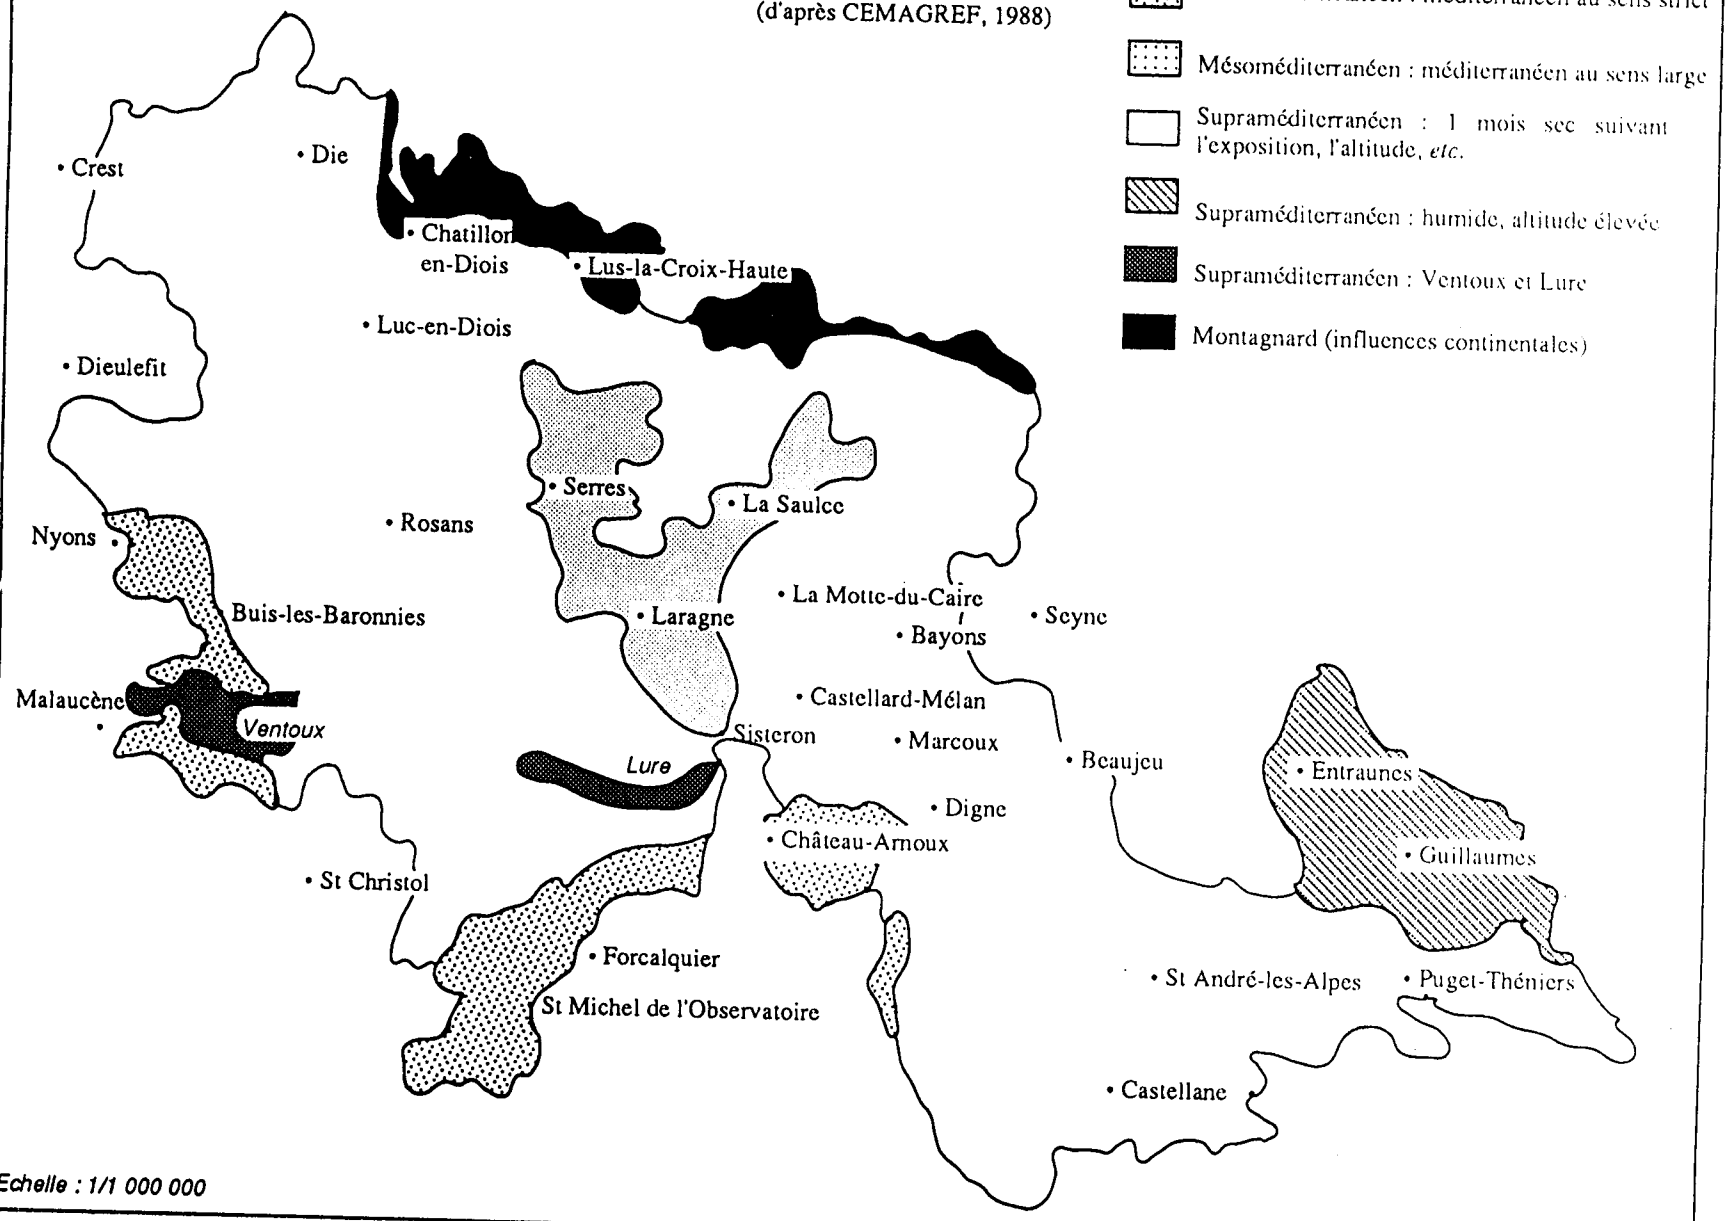 (d'après CEMAGREF, 1988)
méditerranéen au sens strict
Mésoméditerranéen : méditerranéen au sens large
Supraméditerranéen : 1 mois sec suivant
l'exposition, l'altitude, etc.
Supraméditerranéen : humide, altitude élevée
Supraméditerranéen : Ventoux et Lure
Montagnard (influences continentales)
Crest
Die
Chatillon
en-Diois
Lus-la-Croix-Haute
Luc-en-Diois
Dieulefit
Serres
La Saulce
Rosans
Nyons
La Motte-du-Caire
Seyne
Buis-les-Baronnies
Laragne
Bayons
Malaucène
Castellard-Mélan
Ventoux
Sisteron
Marcoux
Lure
Beaujeu
Entraunes
Digne
Château-Arnoux
Guillaumes
St Christol
Forcalquier
St André-les-Alpes
Puget-Théniers
St Michel de l'Observatoire
Castellane
Echelle : 1/1 000 000